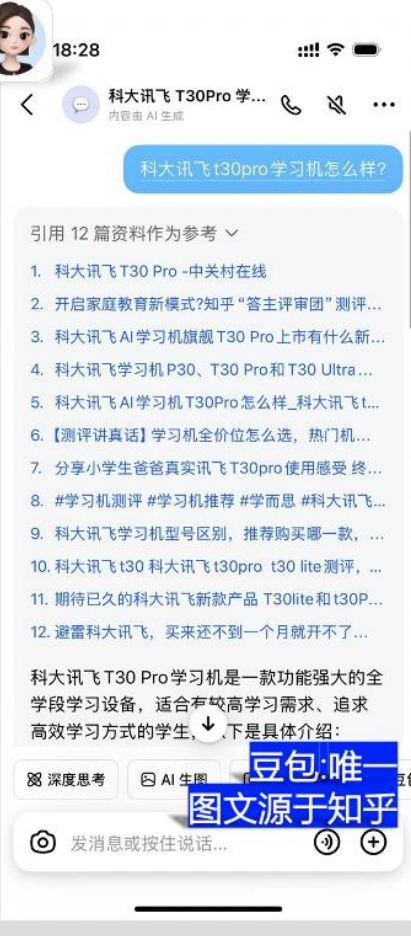 18:28
科大讯飞 T30Pro 学...
内容由 AI 生成
科大讯飞t30pro学习机怎么样?
引用 12 篇资料作为参考
1. 科大讯飞 T30 Pro -中关村在线
2. 开启家庭教育新模式?知乎“答主评审团”测评...
3. 科大讯飞AI学习机旗舰 T30 Pro上市有什么新...
4. 科大讯飞学习机 P30、T30 Pro和 T30 Ultra...
5. 科大讯飞 AI 学习机 T30Pro怎么样_科大讯飞 t...
6.【测评讲真话】学习机全价位怎么选，热门机...
7. 分享小学生爸爸真实讯飞T30pro使用感受 终...
8. #学习机测评 #学习机推荐 #学而思 #科大讯飞...
9. 科大讯飞学习机型号区别，推荐购买哪一款，...
10. 科大讯飞 t30 科大讯飞 t30pro t30 lite测评，...
11. 期待已久的科大讯飞新款产品 T30lite和 t30P...
12. 避雷科大讯飞，买来还不到一个月就开不了...
科大讯飞 T30 Pro学习机是一款功能强大的全
学段学习设备，适合有较高学习需求、追求
高效学习方式的学生，下是具体介绍：
深度思考
AI 生图
豆包:唯一
图文源于知乎
发消息或按住说话...